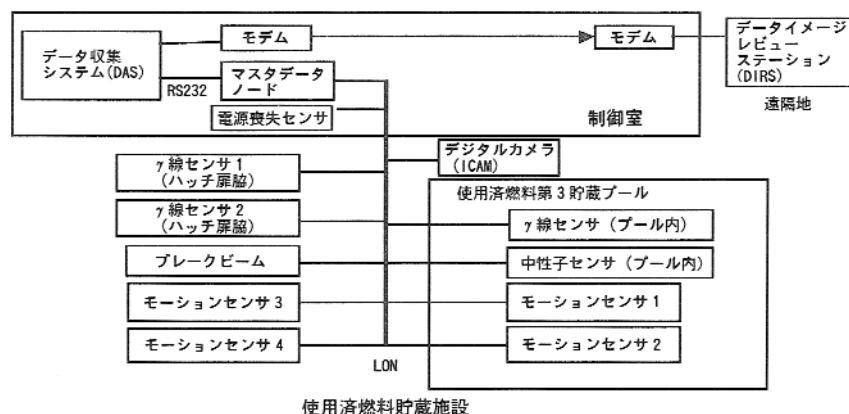 データ収集
システム(DAS)
モデム
モデム
データイメージ
レビュー
ステーション
(DIRS)
遠隔地
RS232
マスタデータ
ノード
電源喪失センサ
制御室
デジタルカメラ
(ICAM)
γ線センサ1
(ハッチ扉脇)
γ線センサ2
(ハッチ扉脇)
ブレークビーム
モーションセンサ3
モーションセンサ4
使用済燃料第3貯蔵プール
γ線センサ(プール内)
中性子センサ(プール内)
モーションセンサ1
モーションセンサ2
LON
使用済燃料貯蔵施設